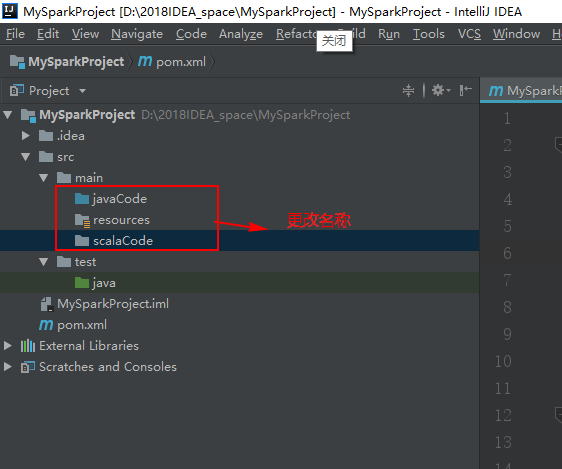 MySparkProject [D:\2018IDEA_space\MySparkProject] - MySparkProject - IntelliJ IDEA
File Edit View Navigate Code Analyze Refactor Build Run Tools VCS Window
关闭
MySparkProject pom.xml
Project
m MySpark
MySparkProject D:\2018IDEA_space\MySparkProject
.idea
src
main
javaCode
resources
scalaCode
更改名称
test
java
MySparkProject.iml
m pom.xml
External Libraries
Scratches and Consoles
1
2
3
4
5
6
7
8
9
10
11
12
13